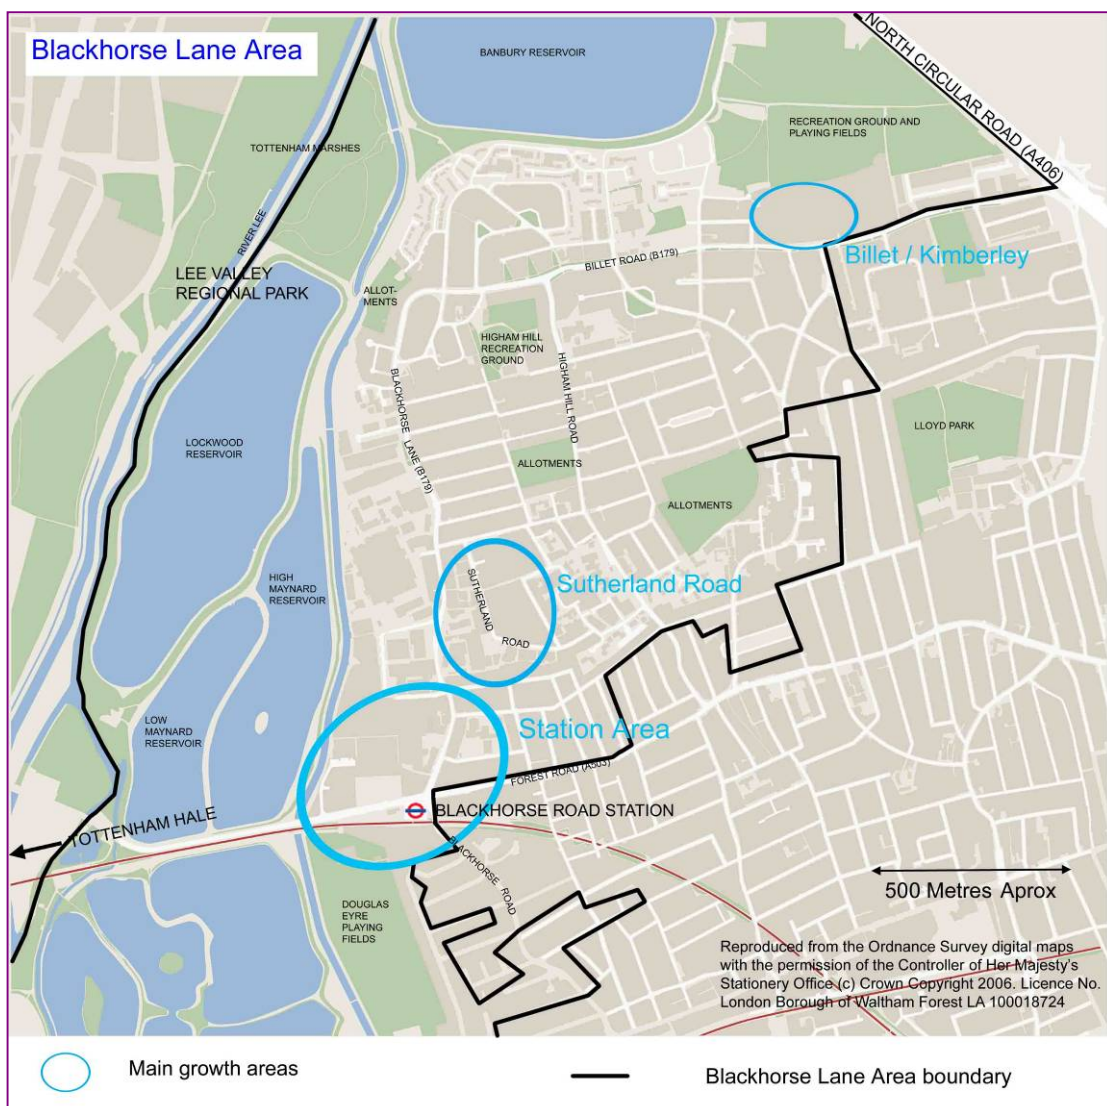 Blackhorse Lane Area
BANBURY RESERVOIR
NORTH CIRCULAR ROAD (A406)
RECREATION GROUND AND
PLAYING FIELDS
TOTTENHAM MARSHES
RIVER LEE
LEE VALLEY
REGIONAL PARK
ALLOT-
MENTS
BILLET ROAD (B179)
Billet / Kimberley
HIGHAM HILL
RECREATION
GROUND
HIGHAM HILL ROAD
BLACKHORSE LANE (B179)
LLOYD PARK
LOCKWOOD
RESERVOIR
ALLOTMENTS
ALLOTMENTS
HIGH
MAYNARD
RESERVOIR
SUTHERLAND
ROAD
Sutherland Road
LOW
MAYNARD
RESERVOIR
Station Area
FOREST ROAD (A503)
BLACKHORSE ROAD STATION
TOTTENHAM HALE
BLACKHORSE ROAD
DOUGLAS
EYRE
PLAYING
FIELDS
500 Metres Aprox
Reproduced from the Ordnance Survey digital maps
with the permission of the Controller of Her Majesty's
Stationery Office (c) Crown Copyright 2006. Licence No.
London Borough of Waltham Forest LA 100018724
Main growth areas
Blackhorse Lane Area boundary